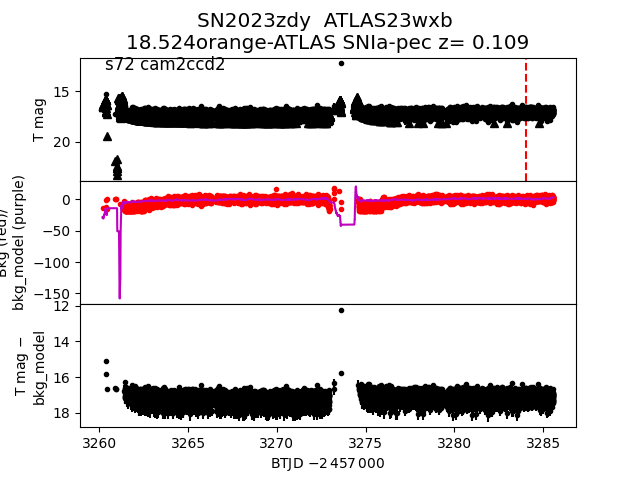 SN2023zdy ATLAS23wxb
18.524orange-ATLAS SNIa-pec z= 0.109
s72 cam2ccd2
T mag
15
20
Bkg (red)/
bkg_model (purple)
0
−50
−100
−150
T mag −
bkg_model
12
14
16
18
3260 3265 3270 3275 3280 3285
BTJD −2 457 000